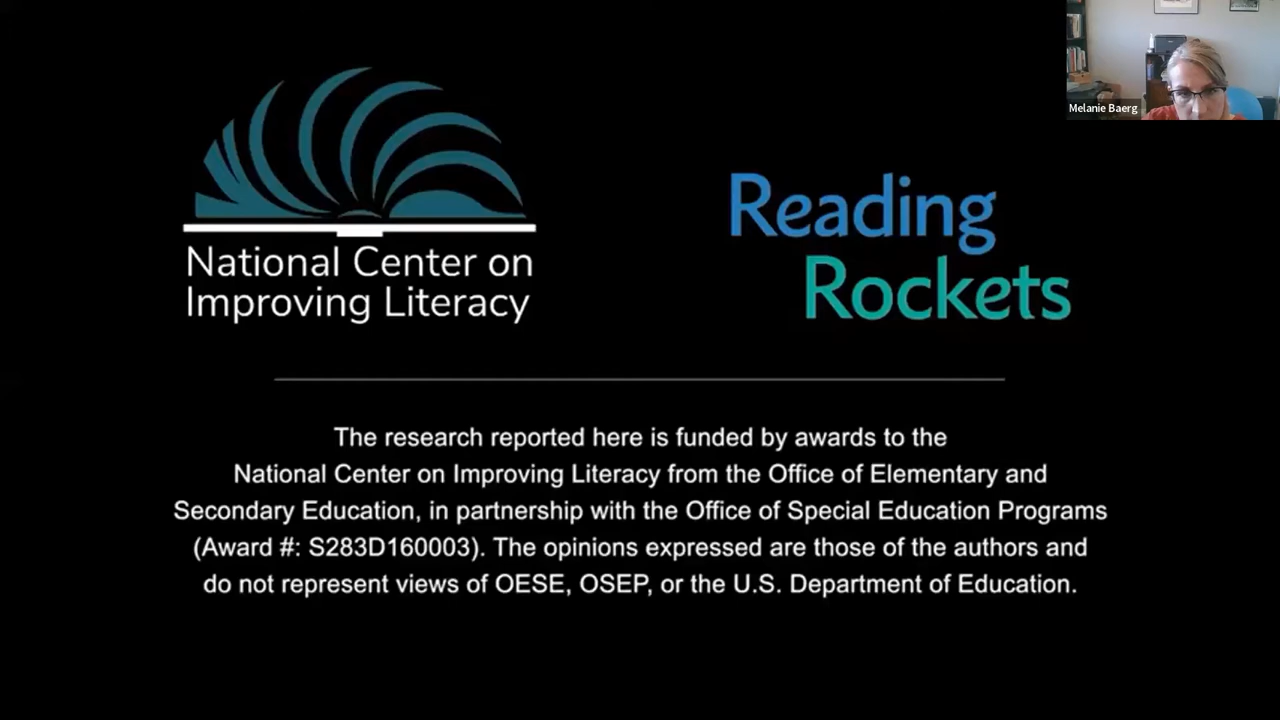 Melanie Baerg
National Center on
Improving Literacy
Reading
Rockets
The research reported here is funded by awards to the
National Center on Improving Literacy from the Office of Elementary and
Secondary Education, in partnership with the Office of Special Education Programs
(Award #: S283D160003). The opinions expressed are those of the authors and
do not represent views of OESE, OSEP, or the U.S. Department of Education.